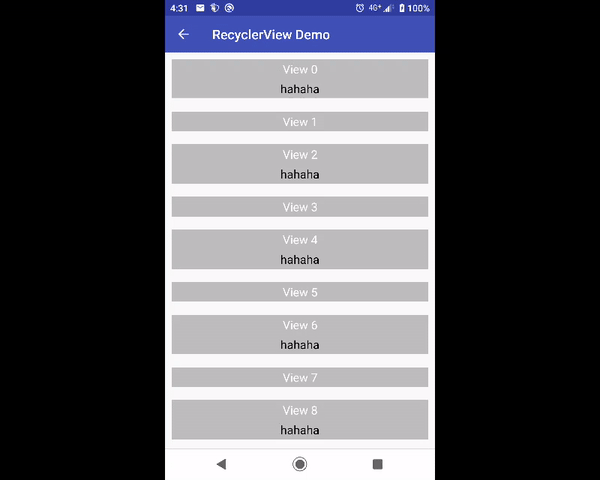 4:31 4G+ 100%
RecyclerView Demo
View 0
hahaha
View 1
View 2
hahaha
View 3
View 4
hahaha
View 5
View 6
hahaha
View 7
View 8
hahaha